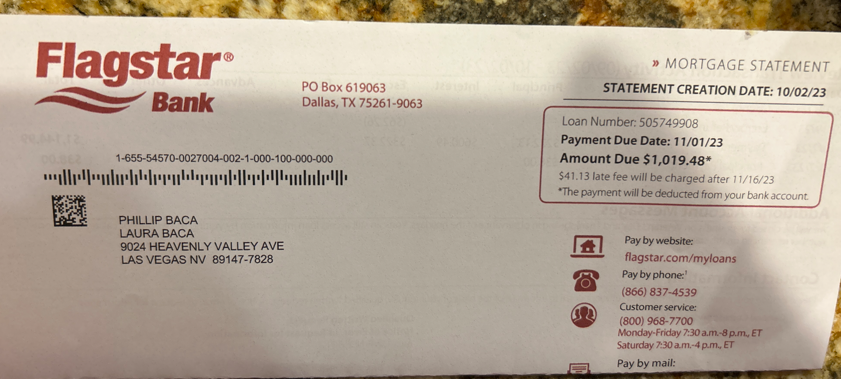 Flagstar®
Bank
PO Box 619063
Dallas, TX 75261-9063
» MORTGAGE STATEMENT
STATEMENT CREATION DATE: 10/02/23
Loan Number: 505749908
Payment Due Date: 11/01/23
Amount Due $1,019.48*
$41.13 late fee will be charged after 11/16/23
*The payment will be deducted from your bank account.
1-655-54570-0027004-002-1-000-100-000-000
PHILLIP BACA
LAURA BACA
9024 HEAVENLY VALLEY AVE
LAS VEGAS NV 89147-7828
Pay by website:
flagstar.com/myloans
Pay by phone:¹
(866) 837-4539
Customer service:
(800) 968-7700
Monday-Friday 7:30 a.m.-8 p.m., ET
Saturday 7:30 a.m.-4 p.m., ET
Pay by mail: